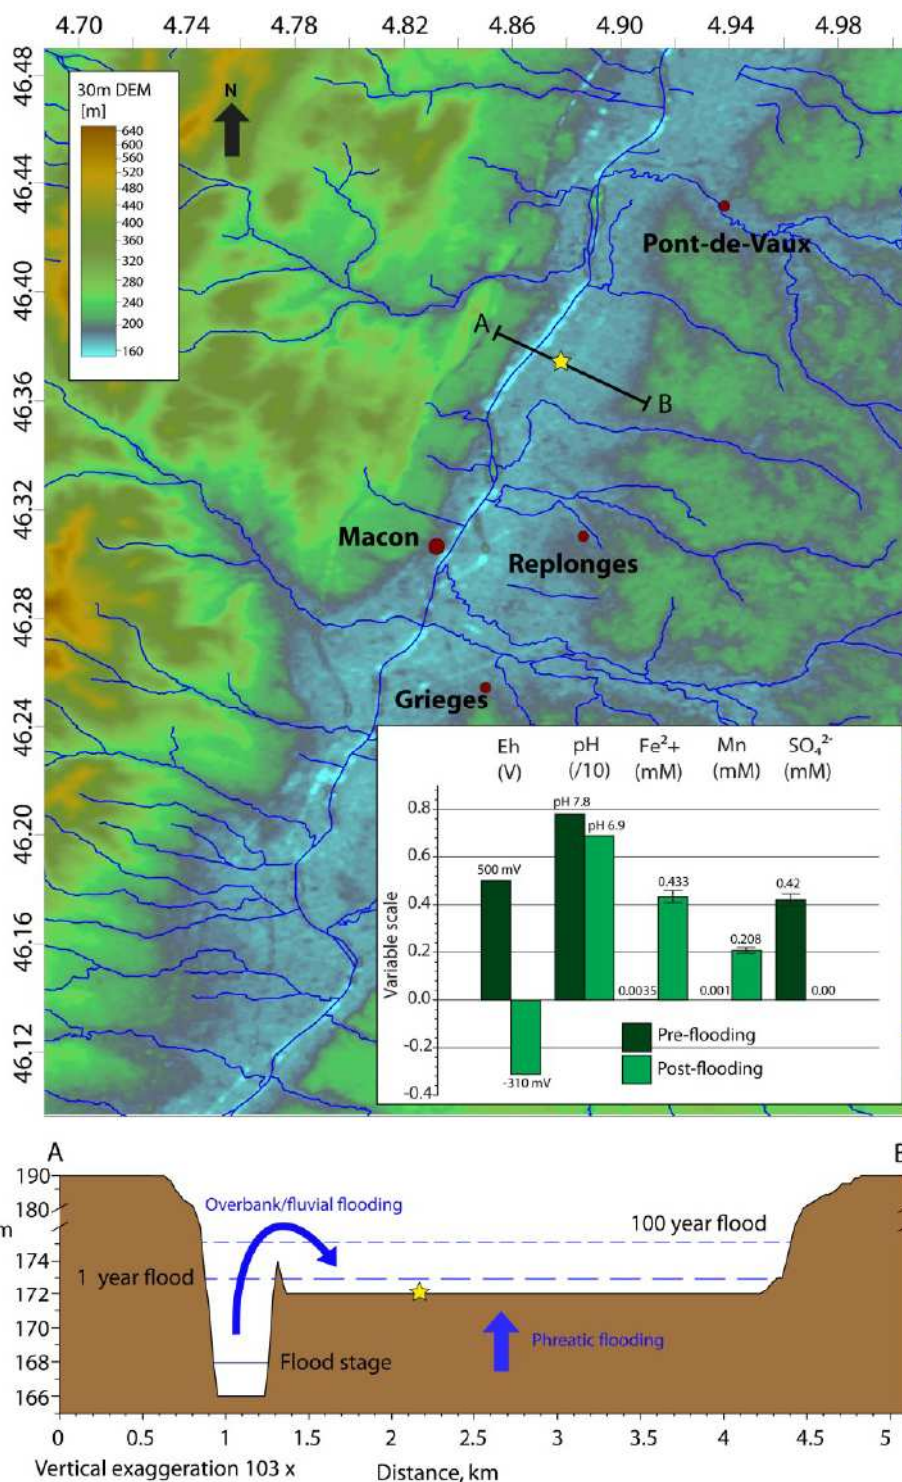 4.70 4.74 4.78 4.82 4.86 4.90 4.94 4.98
46.48
46.44
46.40
46.36
46.32
46.28
46.24
46.20
46.16
46.12
30m DEM
[m]
640
600
560
520
480
440
400
360
320
280
240
200
160
N
Pont-de-Vaux
A
B
Macon
Replonges
Grieges
Eh
(V)
pH
(/10)
Fe²+
(mM)
Mn
(mM)
SO₄²⁻
(mM)
Variable scale
0.8
0.6
0.4
0.2
0.0
-0.2
-0.4
500 mV
-310 mV
pH 7.8
pH 6.9
0.0035
0.433
0.001
0.208
0.42
0.00
Pre-flooding
Post-flooding
A
190
180
m
174
172
170
168
166
Overbank/fluvial flooding
100 year flood
1 year flood
Flood stage
Phreatic flooding
0 0.5 1 1.5 2 2.5 3 3.5 4 4.5 5
Vertical exaggeration 103 x
Distance, km